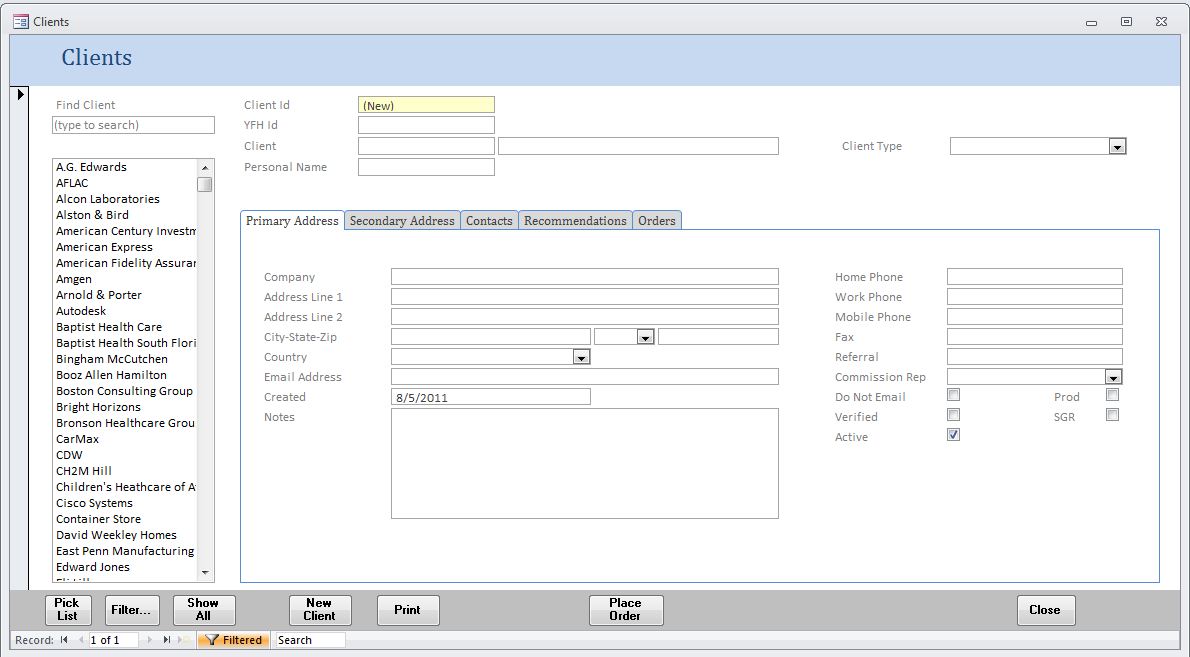 Clients
Clients
Find Client
(type to search)
A.G. Edwards
AFLAC
Alcon Laboratories
Alston & Bird
American Century Investm
American Express
American Fidelity Assurar
Amgen
Arnold & Porter
Autodesk
Baptist Health Care
Baptist Health South Flori
Bingham McCutchen
Booz Allen Hamilton
Boston Consulting Group
Bright Horizons
Bronson Healthcare Grou
CarMax
CDW
CH2M Hill
Children's Heathcare of A
Cisco Systems
Container Store
David Weekley Homes
East Penn Manufacturing
Edward Jones
Client Id (New)
YFH Id
Client
Personal Name
Client Type
Primary Address Secondary Address Contacts Recommendations Orders
Company
Address Line 1
Address Line 2
City-State-Zip
Country
Email Address
Created 8/5/2011
Notes
Home Phone
Work Phone
Mobile Phone
Fax
Referral
Commission Rep
Do Not Email Prod
Verified SGR
Active
Pick List
Filter...
Show All
New Client
Print
Place Order
Close
Record: 1 of 1 Filtered Search